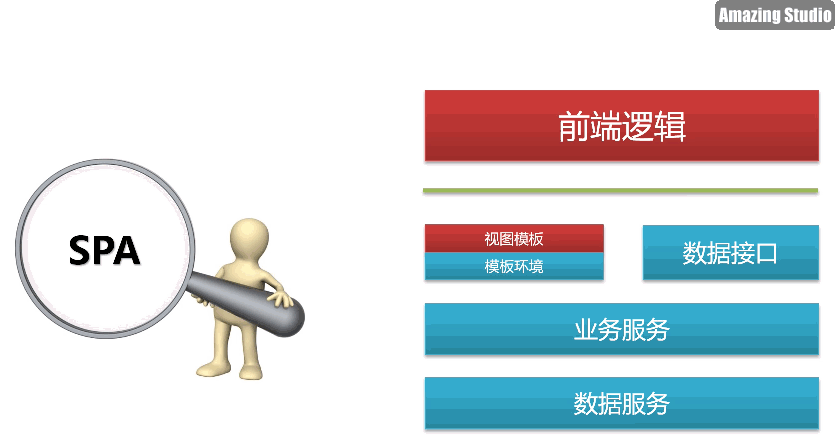 Amazing Studio
前端逻辑
SPA
视图模板
模板环境
数据接口
业务服务
数据服务